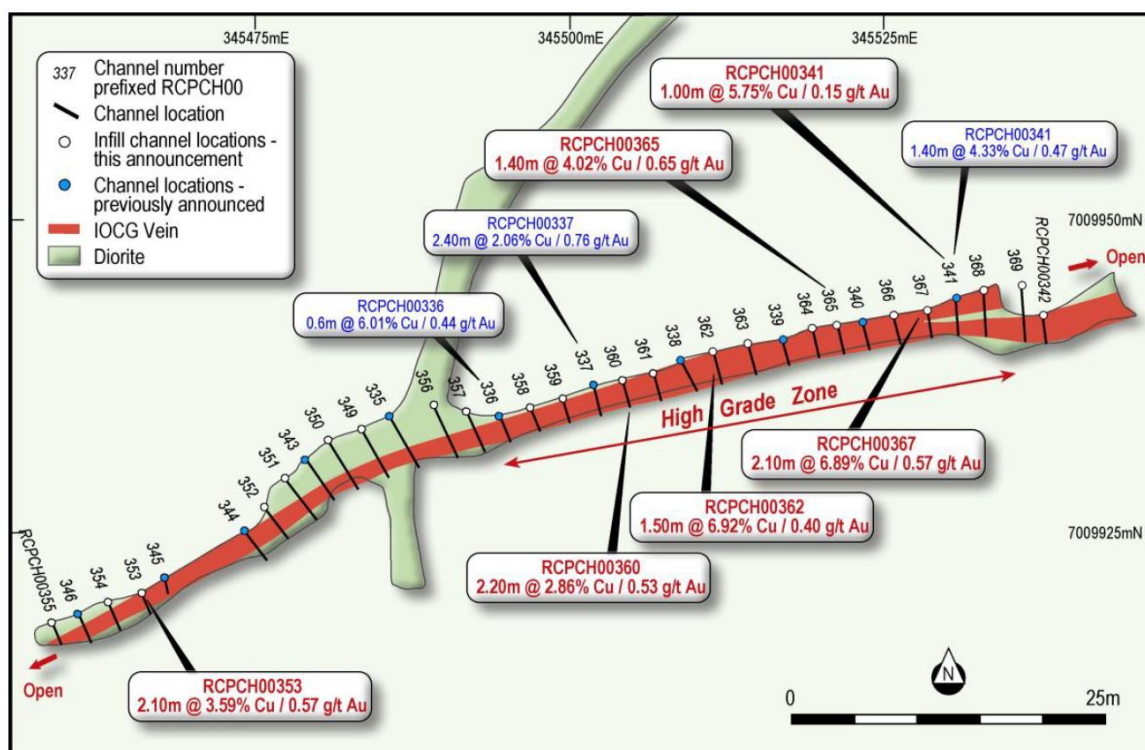 345475mE
345500mE
345525mE
337 Channel number
prefixed RCPCH00
Channel location
Infill channel locations -
this announcement
Channel locations -
previously announced
IOCG Vein
Diorite
RCPCH00341
1.00m @ 5.75% Cu / 0.15 g/t Au
RCPCH00365
1.40m @ 4.02% Cu / 0.65 g/t Au
RCPCH00341
1.40m @ 4.33% Cu / 0.47 g/t Au
RCPCH00337
2.40m @ 2.06% Cu / 0.76 g/t Au
RCPCH00336
0.6m @ 6.01% Cu / 0.44 g/t Au
7009950mN
Open
RCPCH00355
346
354
353
345
344
352
351
343
350
349
335
356
357
336
358
359
337
360
361
338
362
363
339
364
365
340
366
367
341
368
369
RCPCH00342
High Grade Zone
RCPCH00367
2.10m @ 6.89% Cu / 0.57 g/t Au
RCPCH00362
1.50m @ 6.92% Cu / 0.40 g/t Au
7009925mN
RCPCH00360
2.20m @ 2.86% Cu / 0.53 g/t Au
Open
RCPCH00353
2.10m @ 3.59% Cu / 0.57 g/t Au
N
0
25m